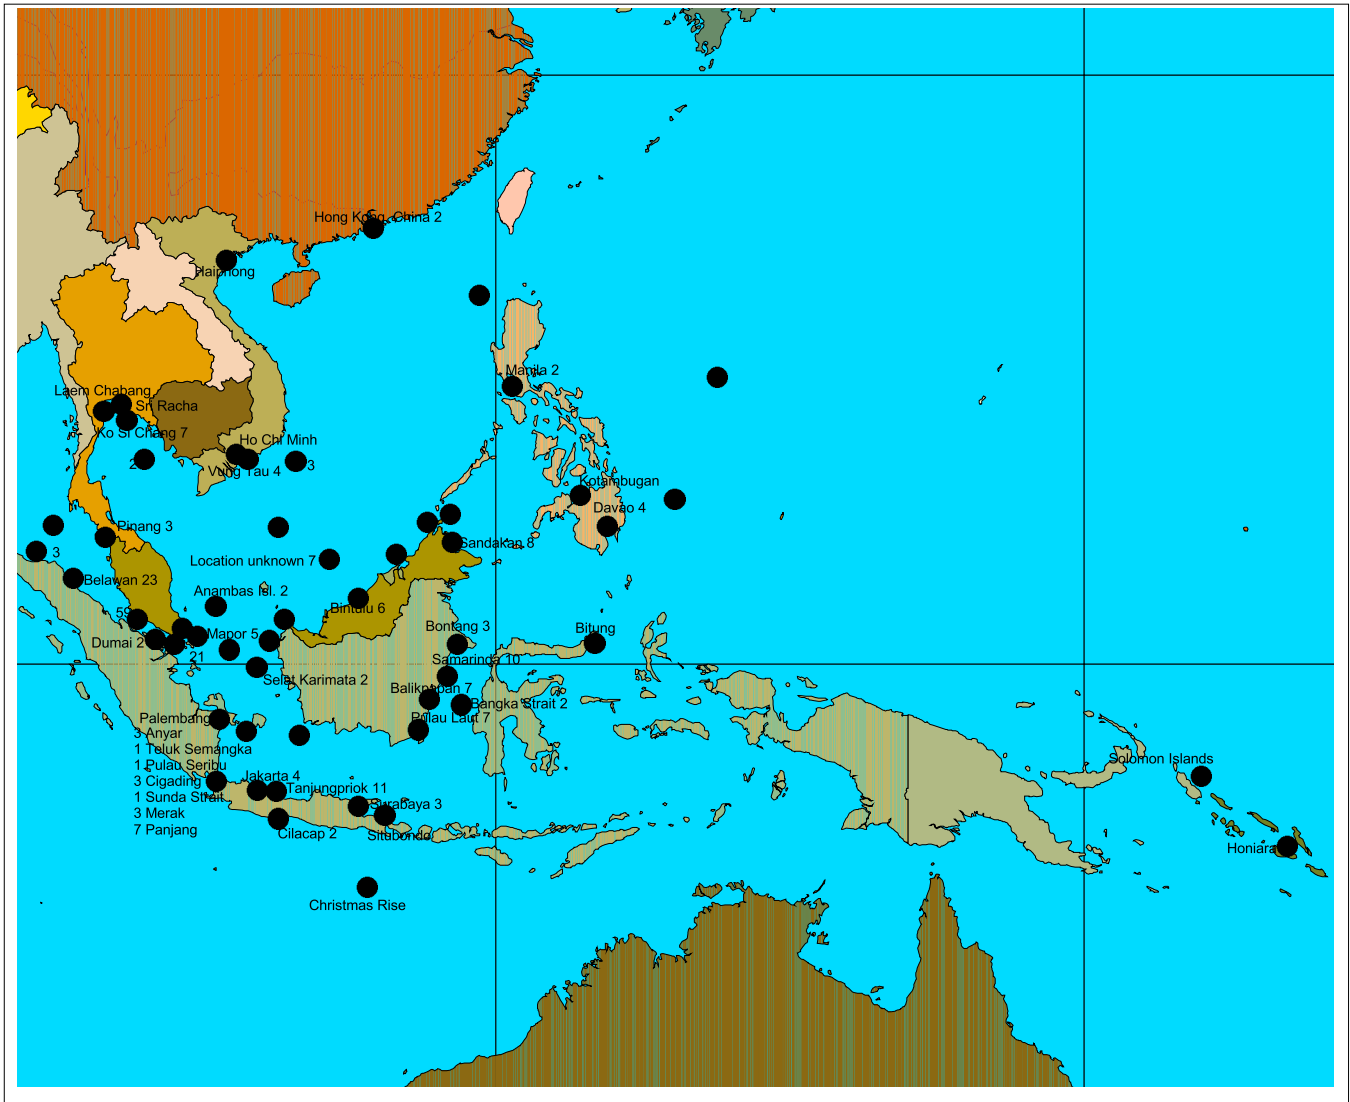 Hong Kong, China 2
Haiphong
Manila 2
Laem Chabang
Sri Racha
Ko Si Chang 7
Ho Chi Minh
2
3
Vung Tau 4
Kotambugan
Davao 4
Pinang 3
Sandakan 8
3
Location unknown 7
Belawan 23
Anambas Isl. 2
Bintulu 6
59
Mapor 5
Bontang 3
Bitung
Dumai 2
21
Samarinda 10
Selat Karimata 2
Balikpapan 7
Bangka Strait 2
Palembang
Pulau Laut 7
3 Anyar
1 Toluk Semangka
Solomon Islands
1 Pulau Seribu
Jakarta 4
3 Cigading
Tanjungpriok 11
1 Sunda Strait
Surabaya 3
3 Merak
7 Panjang
Cilacap 2
Situbondo
Honiara
Christmas Rise